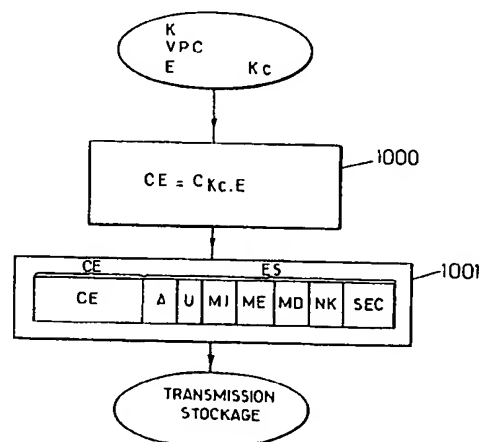 K
VPC
E Kc
1000
CE = CKc.E
1001
CE ES
CE A U MI ME MD NK SEC
TRANSMISSION
STOCKAGE